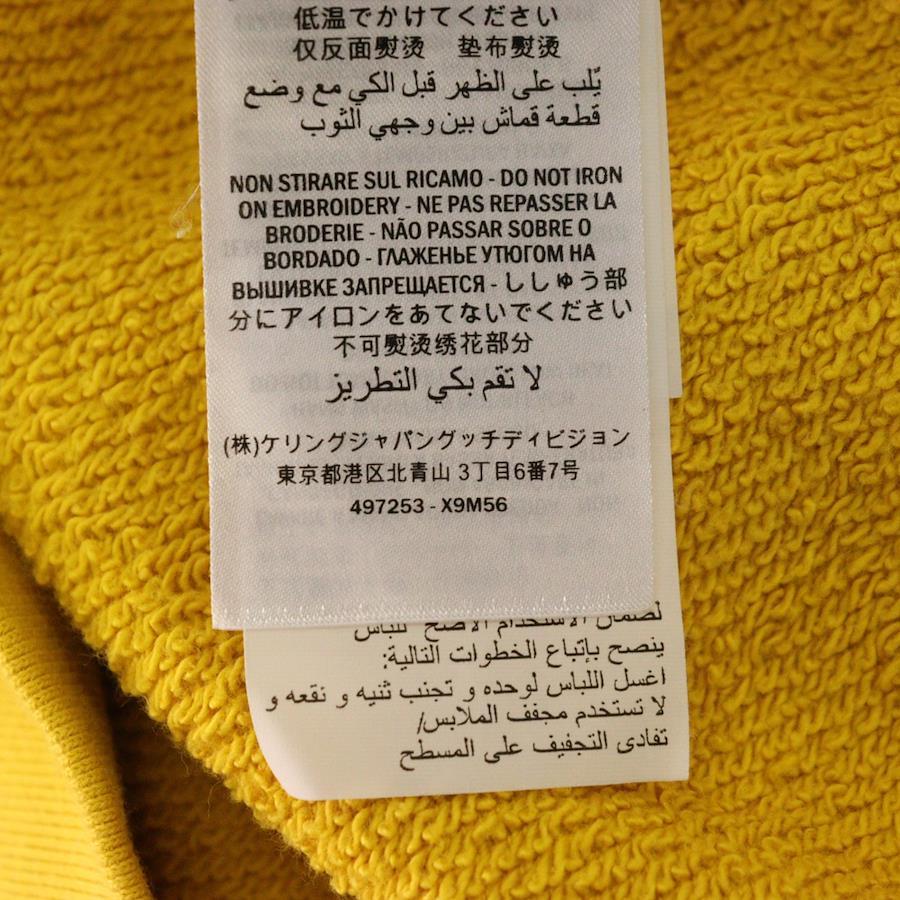 低温でかけてください
仅反面熨烫 垫布熨烫
يّلب على الظهر قبل الكي مع وضع
قطعة قماش بين وجهي الثوب
NON STIRARE SUL RICAMO - DO NOT IRON
ON EMBROIDERY - NE PAS REPASSER LA
BRODERIE - NÃO PASSAR SOBRE O
BORDADO - ГЛАЖЕНЬЕ УТЮГОМ НА
ВЫШИВКЕ ЗАПРЕЩАЕТСЯ - ししゅう部
分にアイロンをあてないでください
不可熨烫绣花部分
لا تقم بكي التطريز
(株)ケリングジャパングッチディビジョン
東京都港区北青山 3丁目6番7号
497253 - X9M56
لضمان الاستخدام الأصح للباس
ينصح بإتباع الخطوات التالية:
اغسل اللباس لوحده و تجنب ثنيه و نقعه و
لا تستخدم مجفف الملابس/
تفادى التجفيف على المسطح